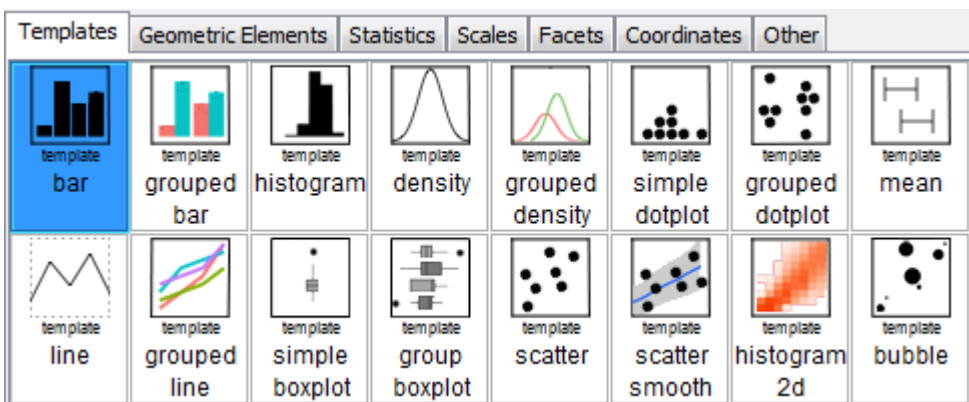 Templates Geometric Elements Statistics Scales Facets Coordinates Other
template template template template template template template template
bar grouped bar histogram density grouped density simple dotplot grouped dotplot mean
template template template template template template template template
line grouped line simple boxplot group boxplot scatter scatter smooth histogram 2d bubble